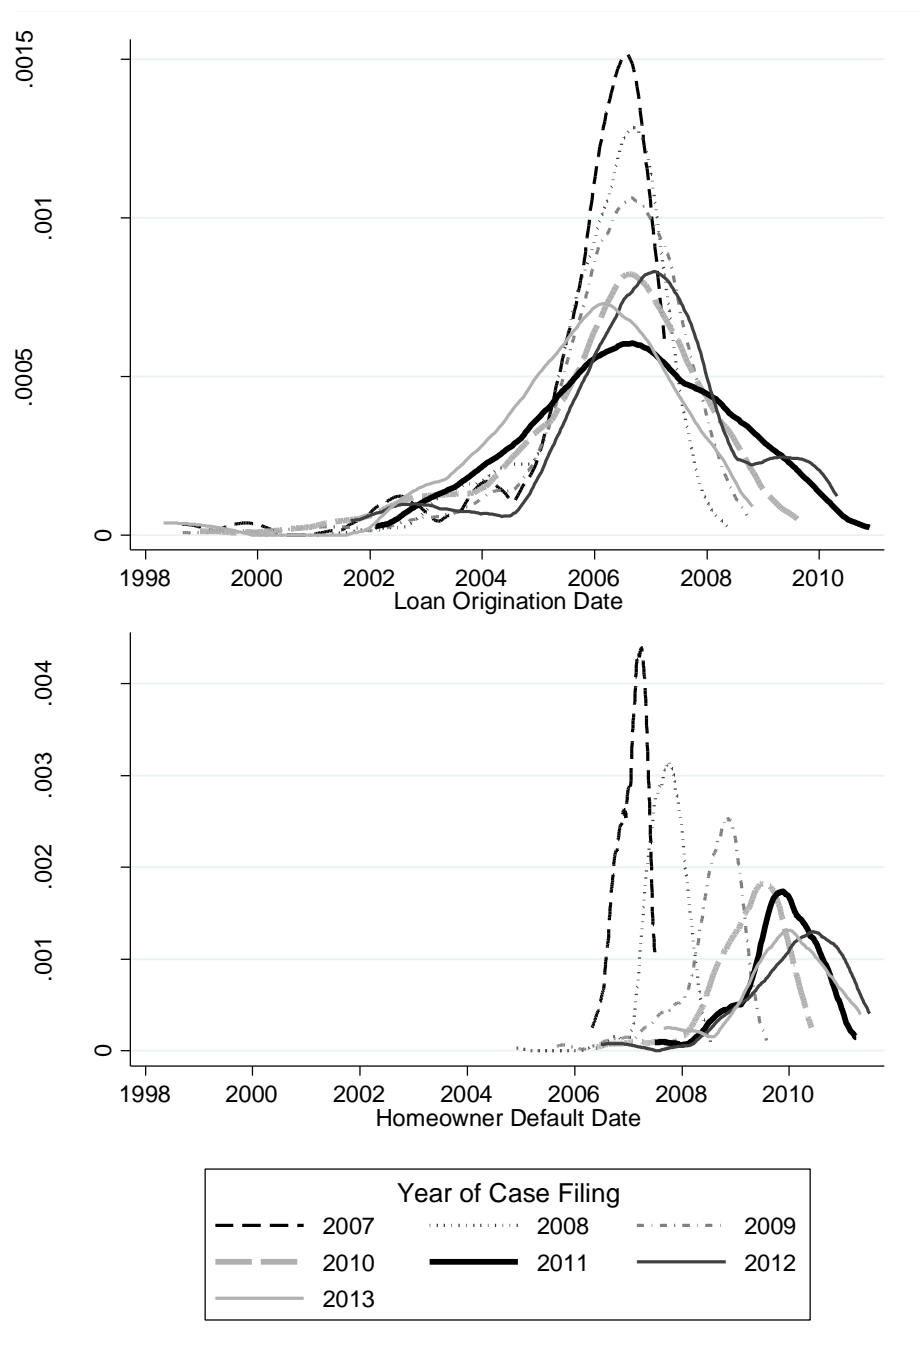 .0015
.001
.0005
0
1998 2000 2002 2004 2006 2008 2010
Loan Origination Date
.004
.003
.002
.001
0
1998 2000 2002 2004 2006 2008 2010
Homeowner Default Date
Year of Case Filing
2007 2008 2009
2010 2011 2012
2013